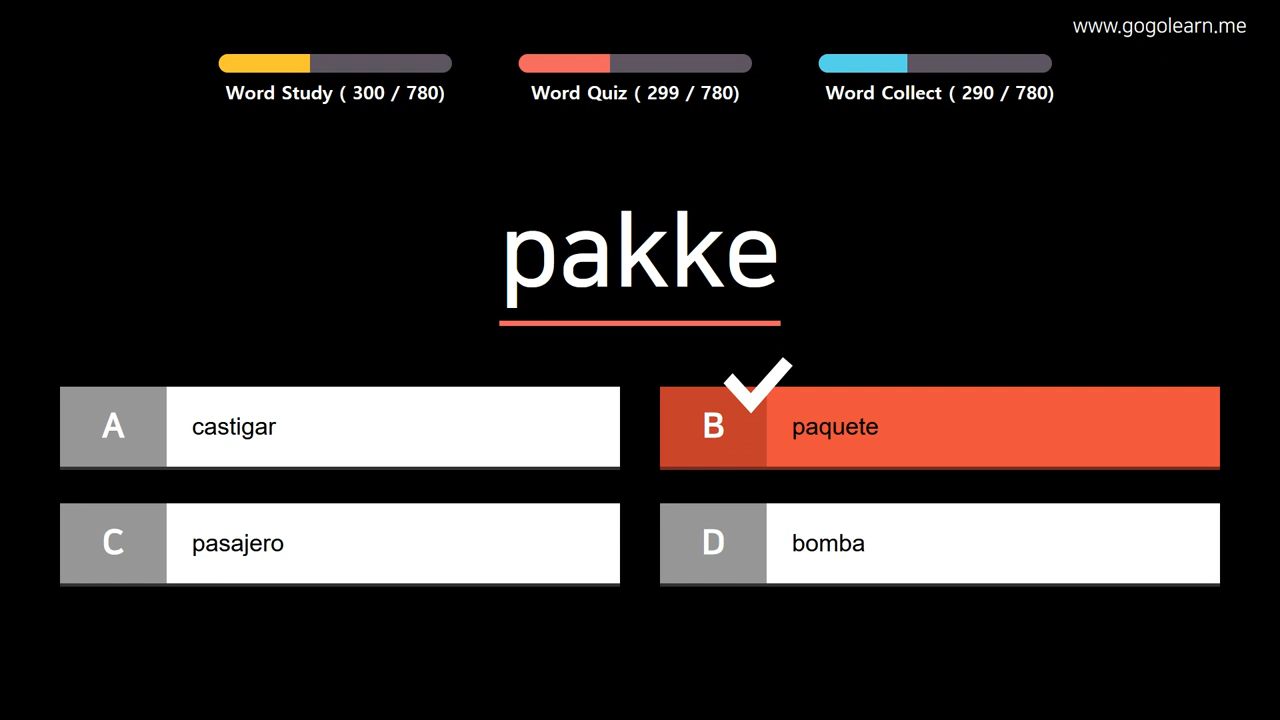 www.gogolearn.me
Word Study ( 300 / 780)
Word Quiz ( 299 / 780)
Word Collect ( 290 / 780)
pakke
A castigar
B paquete
C pasajero
D bomba